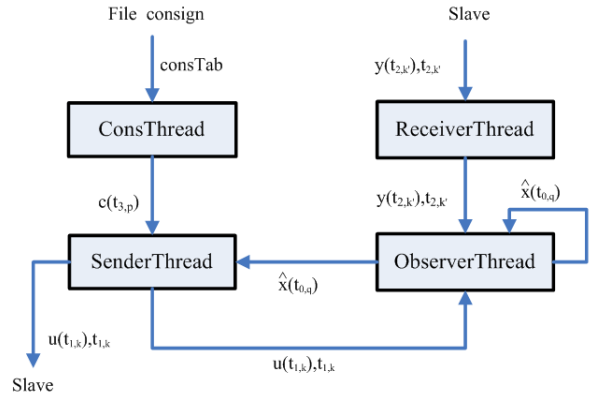 File consign
Slave
consTab
y(t2,k'),t2,k'
ConsThread
ReceiverThread
c(t3,p)
y(t2,k'),t2,k'
x̂(t0,q)
SenderThread
ObserverThread
x̂(t0,q)
u(t1,k),t1,k
u(t1,k),t1,k
Slave